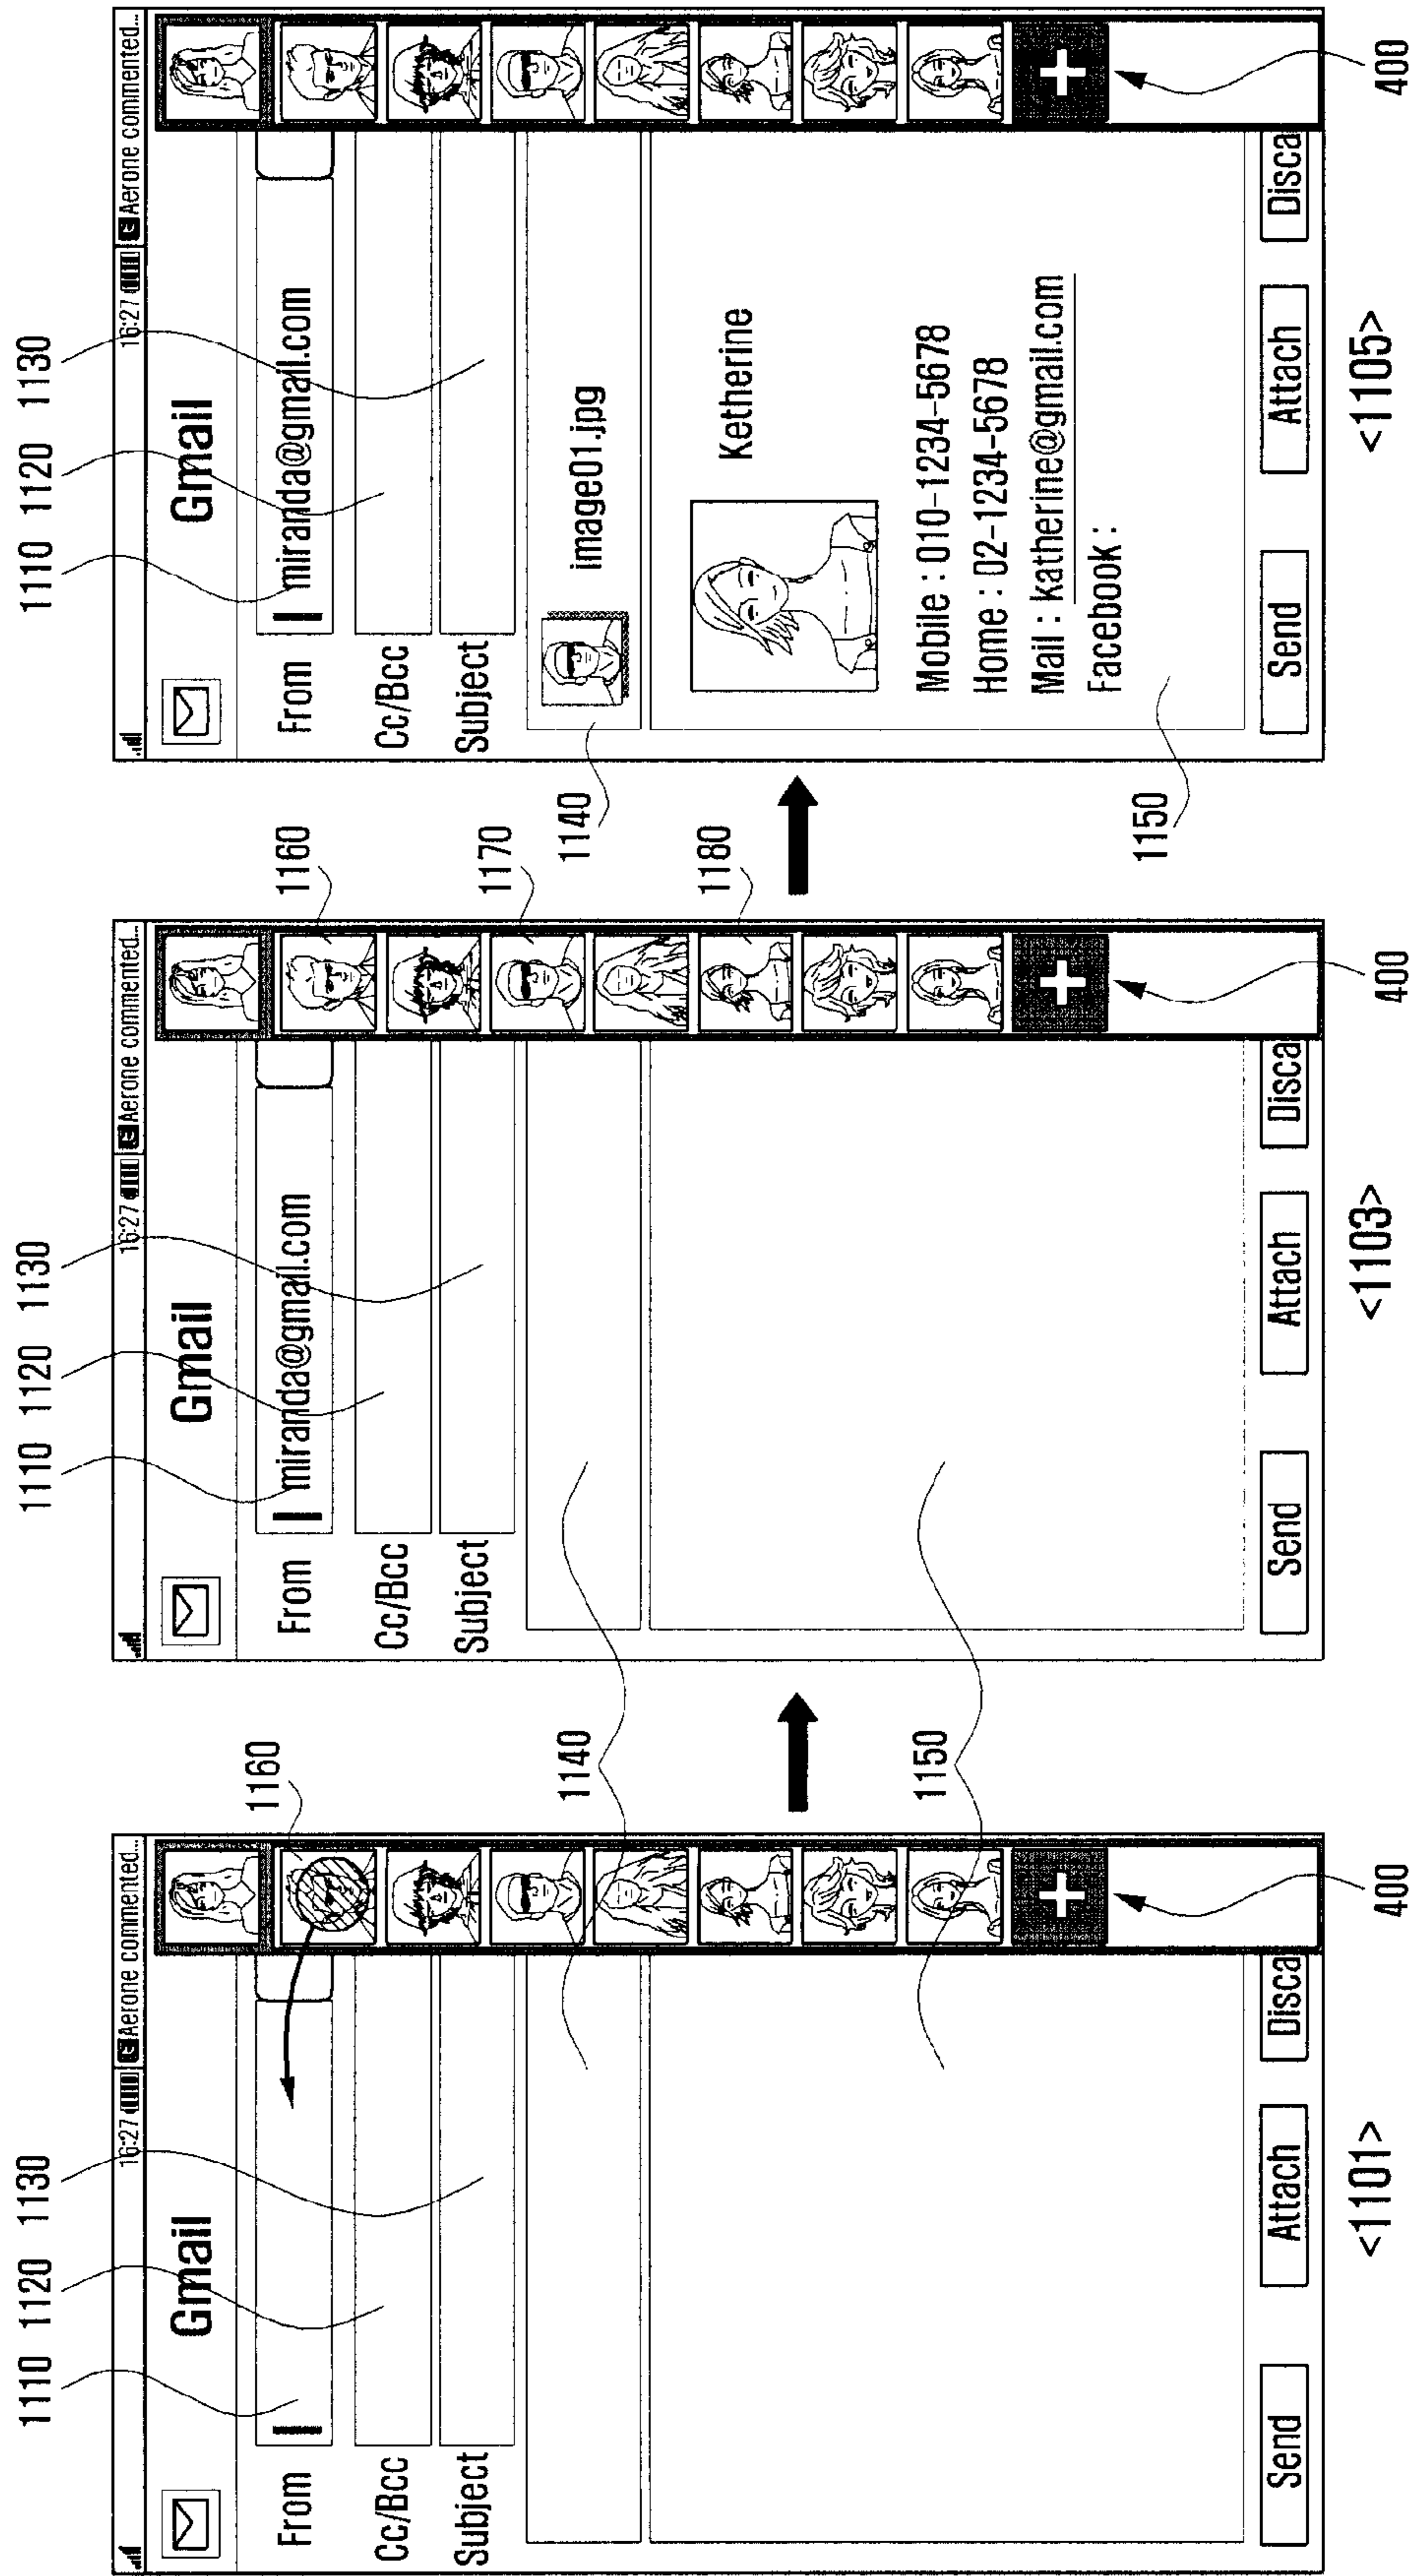 1110 1120 1130
16:27 Aerone commented...
Gmail
From
Cc/Bcc
Subject
1160
1140
1150
Send Attach Disca
400
<1101>
1110 1120 1130
16:27 Aerone commented...
Gmail
From miranda@gmail.com
Cc/Bcc
Subject
1160
1170
1180
Send Attach Disca
400
<1103>
1110 1120 1130
16:27 Aerone commented...
Gmail
From miranda@gmail.com
Cc/Bcc
Subject
1140
image01.jpg
Ketherine
Mobile : 010-1234-5678
Home : 02-1234-5678
Mail : katherine@gmail.com
Facebook :
1150
Send Attach Disca
400
<1105>